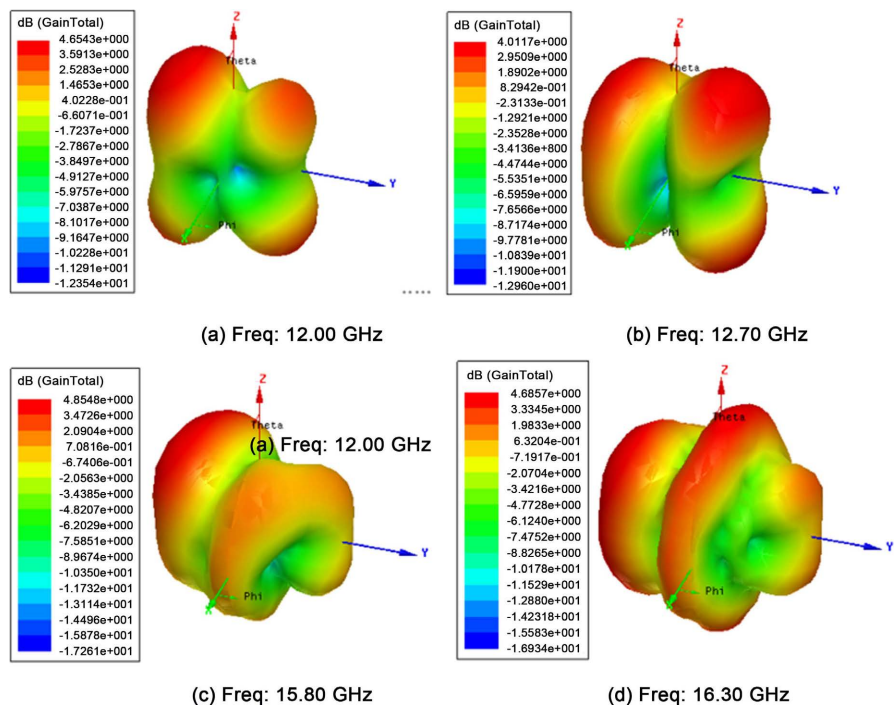 dB (GainTotal)
4.6543e+000
3.5913e+000
2.5283e+000
1.4653e+000
4.0228e-001
-6.6071e-001
-1.7237e+000
-2.7867e+000
-3.8497e+000
-4.9127e+000
-5.9757e+000
-7.0387e+000
-8.1017e+000
-9.1647e+000
-1.0228e+001
-1.1291e+001
-1.2354e+001
Z
Theta
Y
X
Phi
(a) Freq: 12.00 GHz
dB (GainTotal)
4.0117e+000
2.9509e+000
1.8902e+000
8.2942e-001
-2.3133e-001
-1.2921e+000
-2.3528e+000
-3.4136e+800
-4.4744e+000
-5.5351e+000
-6.5959e+000
-7.6566e+000
-8.7174e+000
-9.7781e+000
-1.0839e+001
-1.1900e+001
-1.2960e+001
Z
Theta
Y
X
Phi
.....
(b) Freq: 12.70 GHz
dB (GainTotal)
4.8548e+000
3.4726e+000
2.0904e+000
7.0816e-001
-6.7406e-001
-2.0563e+000
-3.4385e+000
-4.8207e+000
-6.2029e+000
-7.5851e+000
-8.9674e+000
-1.0350e+001
-1.1732e+001
-1.3114e+001
-1.4496e+001
-1.5878e+001
-1.7261e+001
Z
Theta
(a) Freq: 12.00 GHz
Y
X
Phi
(c) Freq: 15.80 GHz
dB (GainTotal)
4.6857e+000
3.3345e+000
1.9833e+000
6.3204e-001
-7.1917e-001
-2.0704e+000
-3.4216e+000
-4.7728e+000
-6.1240e+000
-7.4752e+000
-8.8265e+000
-1.0178e+001
-1.1529e+001
-1.2880e+001
-1.42318e+001
-1.5583e+001
-1.6934e+001
Z
Theta
Y
X
Phi
(d) Freq: 16.30 GHz